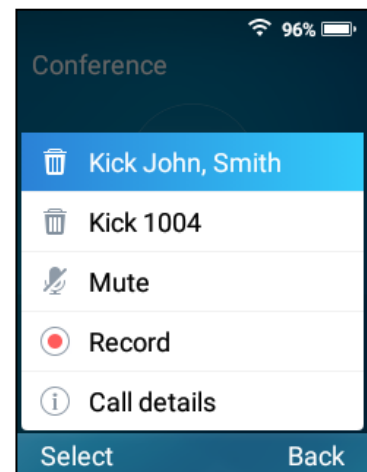 96%
Conference
Kick John, Smith
Kick 1004
Mute
Record
Call details
Select Back